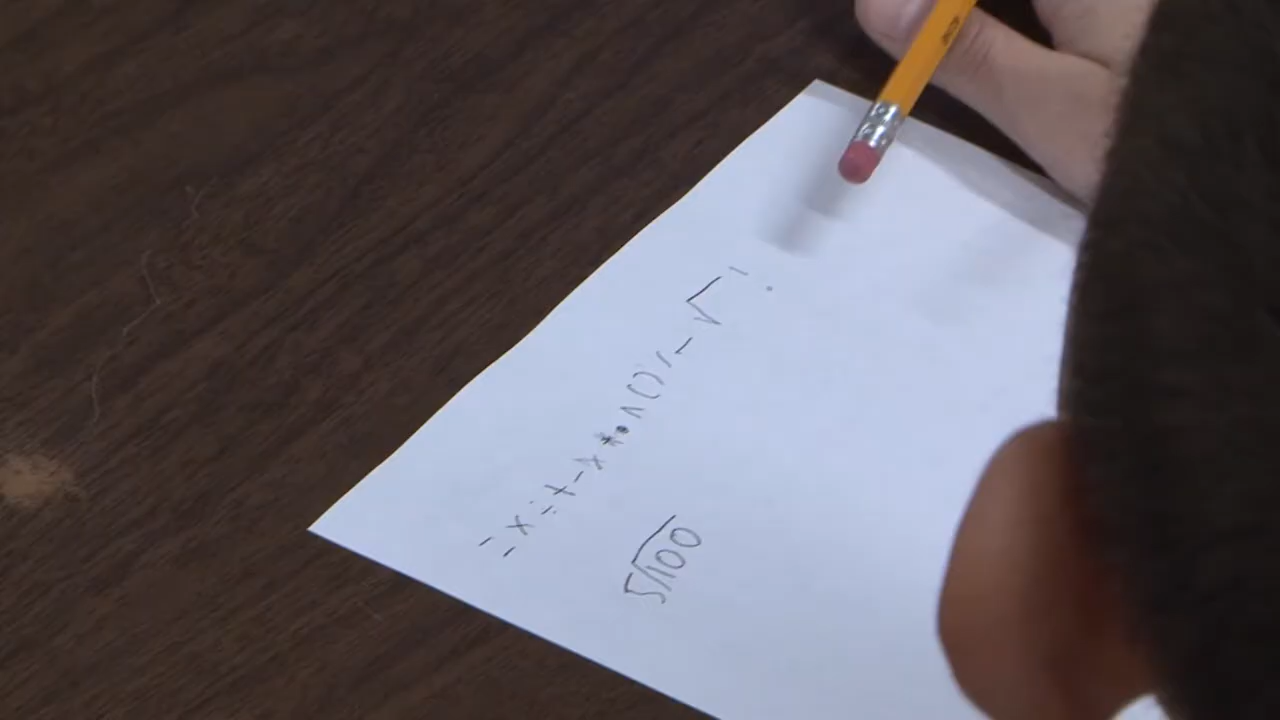 = x ÷ + - x * • ^ ( ) / - √ !
5√100